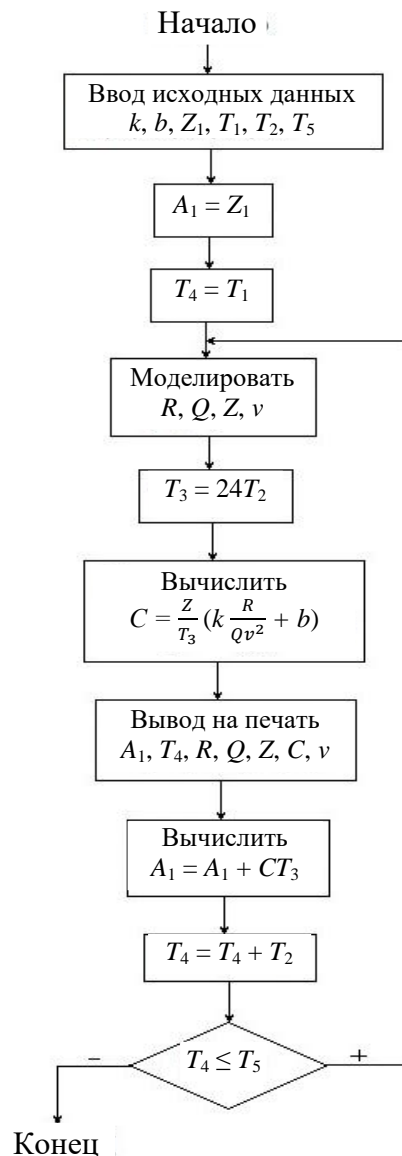 Начало
Ввод исходных данных
k, b, Z₁, T₁, T₂, T₅
A₁ = Z₁
T₄ = T₁
Моделировать
R, Q, Z, v
T₃ = 24T₂
Вычислить
C = Z/T₃ (k R/Qv² + b)
Вывод на печать
A₁, T₄, R, Q, Z, C, v
Вычислить
A₁ = A₁ + CT₃
T₄ = T₄ + T₂
– T₄ ≤ T₅ +
Конец